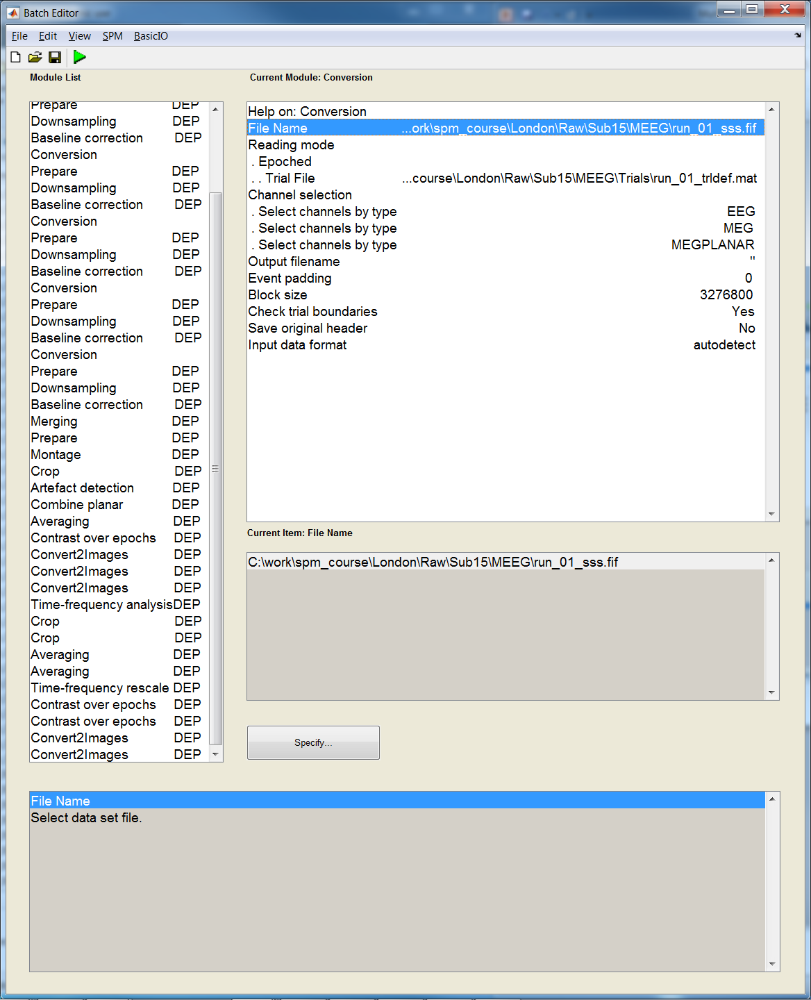 Batch Editor
File Edit View SPM BasicIO
Module List
Current Module: Conversion
Prepare DEP
Downsampling DEP
Baseline correction DEP
Conversion
Prepare DEP
Downsampling DEP
Baseline correction DEP
Conversion
Prepare DEP
Downsampling DEP
Baseline correction DEP
Conversion
Prepare DEP
Downsampling DEP
Baseline correction DEP
Conversion
Prepare DEP
Downsampling DEP
Baseline correction DEP
Merging DEP
Prepare DEP
Montage DEP
Crop DEP
Artefact detection DEP
Combine planar DEP
Averaging DEP
Contrast over epochs DEP
Convert2Images DEP
Convert2Images DEP
Convert2Images DEP
Time-frequency analysisDEP
Crop DEP
Crop DEP
Averaging DEP
Averaging DEP
Time-frequency rescale DEP
Contrast over epochs DEP
Contrast over epochs DEP
Convert2Images DEP
Convert2Images DEP
Help on: Conversion
File Name ...ork\spm_course\London\Raw\Sub15\MEEG\run_01_sss.fif
Reading mode
. Epoched
. . Trial File ...course\London\Raw\Sub15\MEEG\Trials\run_01_trldef.mat
Channel selection
. Select channels by type EEG
. Select channels by type MEG
. Select channels by type MEGPLANAR
Output filename ''
Event padding 0
Block size 3276800
Check trial boundaries Yes
Save original header No
Input data format autodetect
Current Item: File Name
C:\work\spm_course\London\Raw\Sub15\MEEG\run_01_sss.fif
Specify...
File Name
Select data set file.